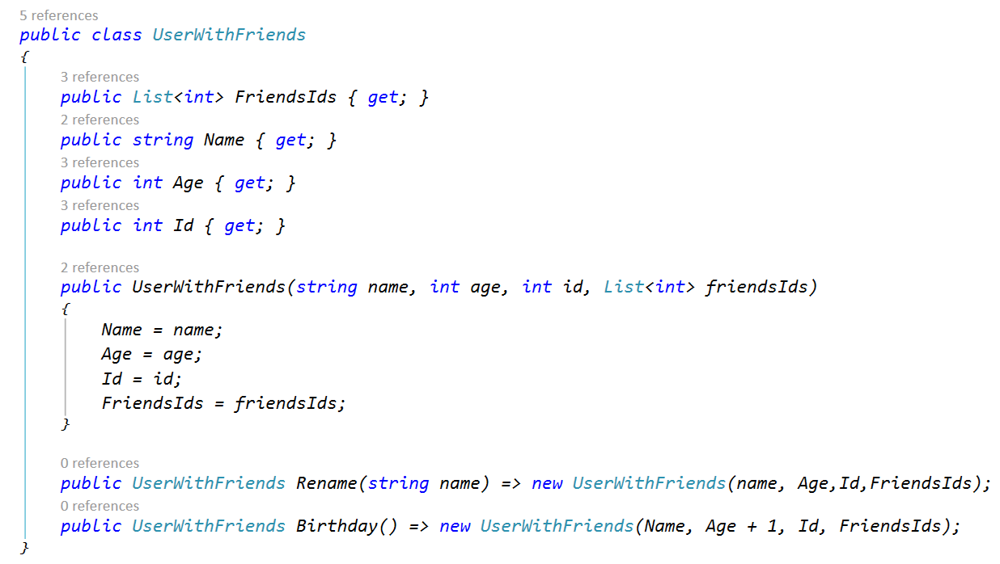 5 references
public class UserWithFriends
{
3 references
public List<int> FriendsIds { get; }
2 references
public string Name { get; }
3 references
public int Age { get; }
3 references
public int Id { get; }
2 references
public UserWithFriends(string name, int age, int id, List<int> friendsIds)
{
Name = name;
Age = age;
Id = id;
FriendsIds = friendsIds;
}
0 references
public UserWithFriends Rename(string name) => new UserWithFriends(name, Age,Id,FriendsIds);
0 references
public UserWithFriends Birthday() => new UserWithFriends(Name, Age + 1, Id, FriendsIds);
}